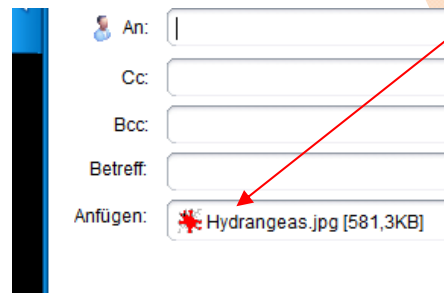 An:
Cc:
Bcc:
Betreff:
Anfügen: Hydrangeas.jpg [581,3KB]